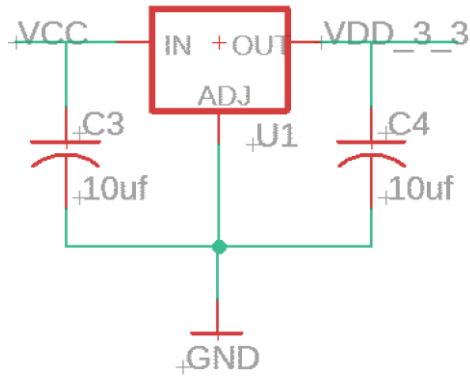 VCC
IN
OUT
VDD_3_3
ADJ
C3
U1
C4
10uf
10uf
GND